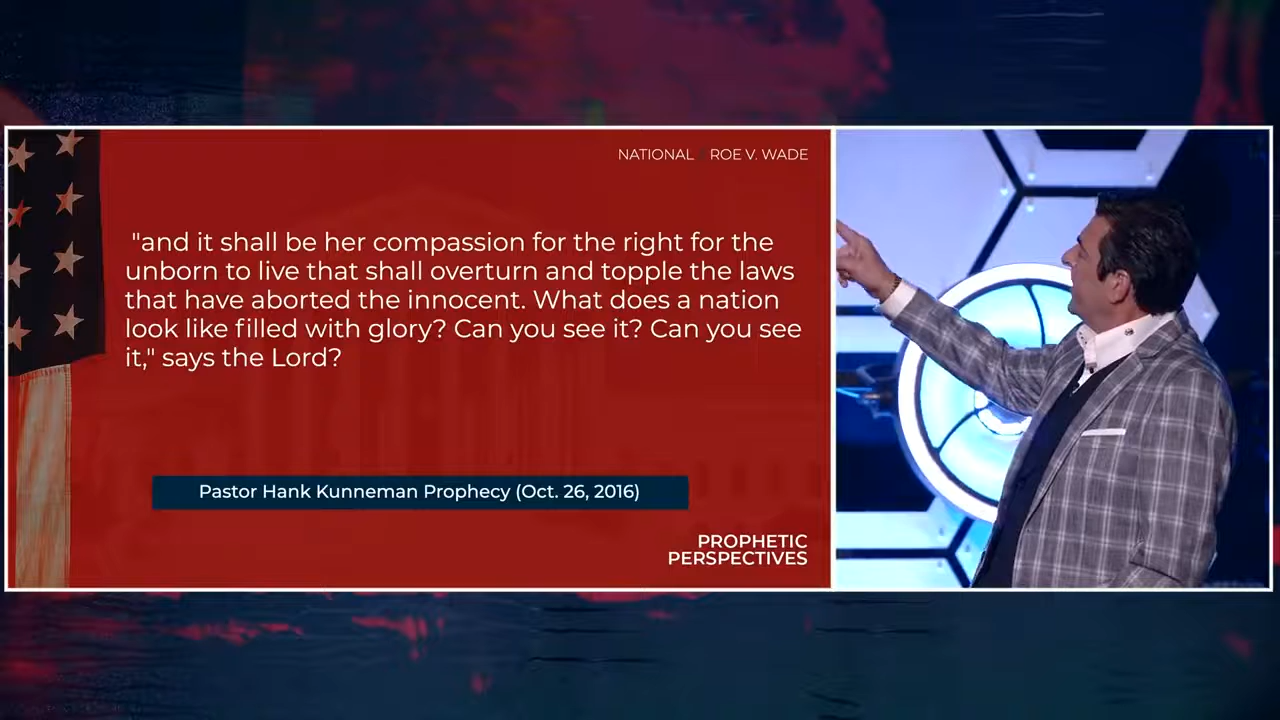 NATIONAL ROE V. WADE
"and it shall be her compassion for the right for the
unborn to live that shall overturn and topple the laws
that have aborted the innocent. What does a nation
look like filled with glory? Can you see it? Can you see
it," says the Lord?
Pastor Hank Kunneman Prophecy (Oct. 26, 2016)
PROPHETIC
PERSPECTIVES